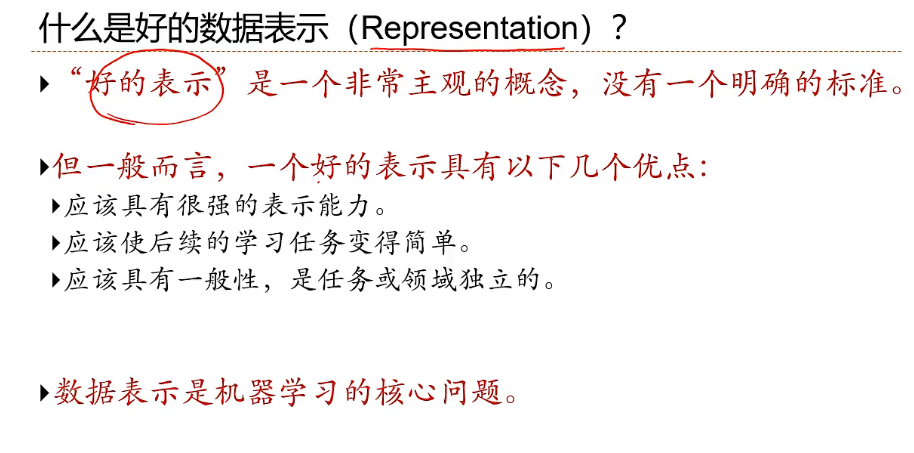 什么是好的数据表示（Representation）？
“好的表示”是一个非常主观的概念，没有一个明确的标准。
但一般而言，一个好的表示具有以下几个优点：
应该具有很强的表示能力。
应该使后续的学习任务变得简单。
应该具有一般性，是任务或领域独立的。
数据表示是机器学习的核心问题。